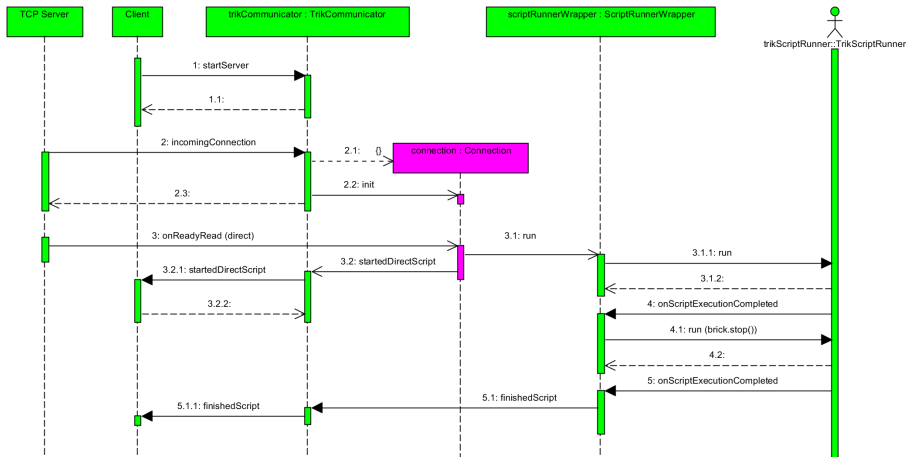 TCP Server
Client
trikCommunicator : TrikCommunicator
scriptRunnerWrapper : ScriptRunnerWrapper
trikScriptRunner::TrikScriptRunner
1: startServer
1.1:
2: incomingConnection
2.1: {}
connection : Connection
2.2: init
2.3:
3: onReadyRead (direct)
3.1: run
3.1.1: run
3.2: startedDirectScript
3.2.1: startedDirectScript
3.1.2:
3.2.2:
4: onScriptExecutionCompleted
4.1: run (brick.stop())
4.2:
5: onScriptExecutionCompleted
5.1: finishedScript
5.1.1: finishedScript